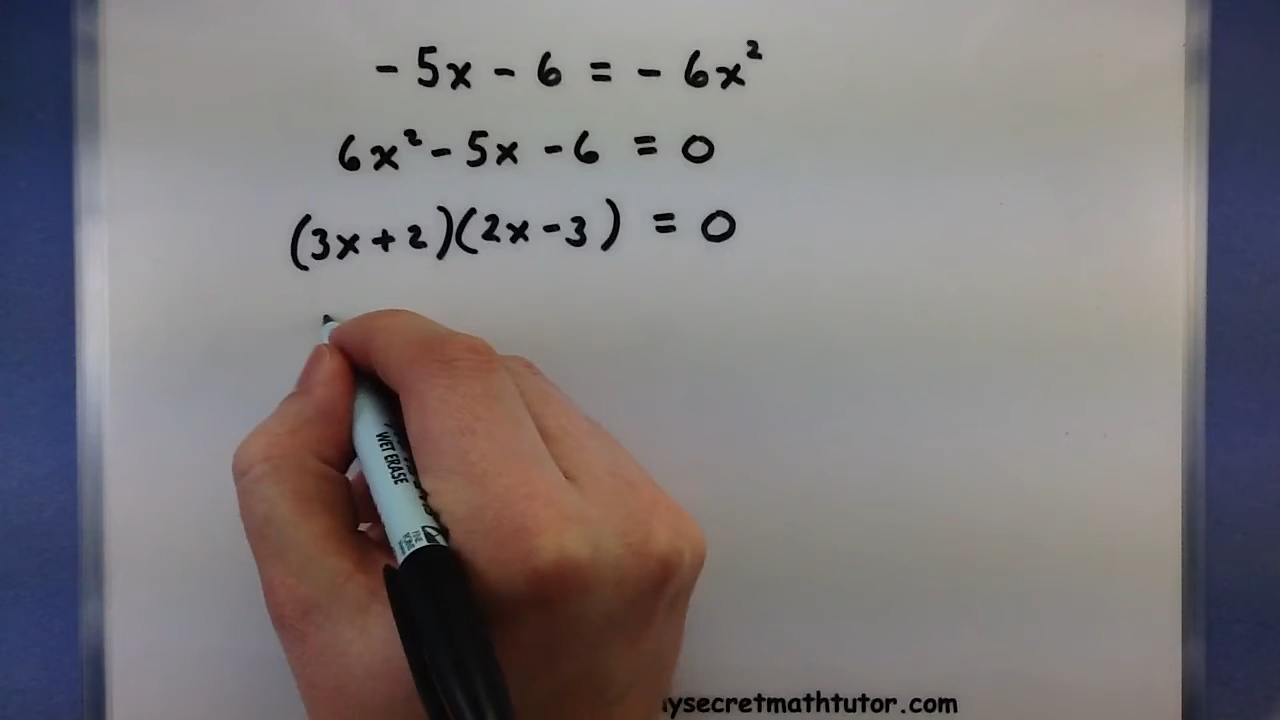 -5x - 6 = -6x²
6x² - 5x - 6 = 0
(3x + 2)(2x - 3) = 0
WET ERASE
ysecretmathtutor.com